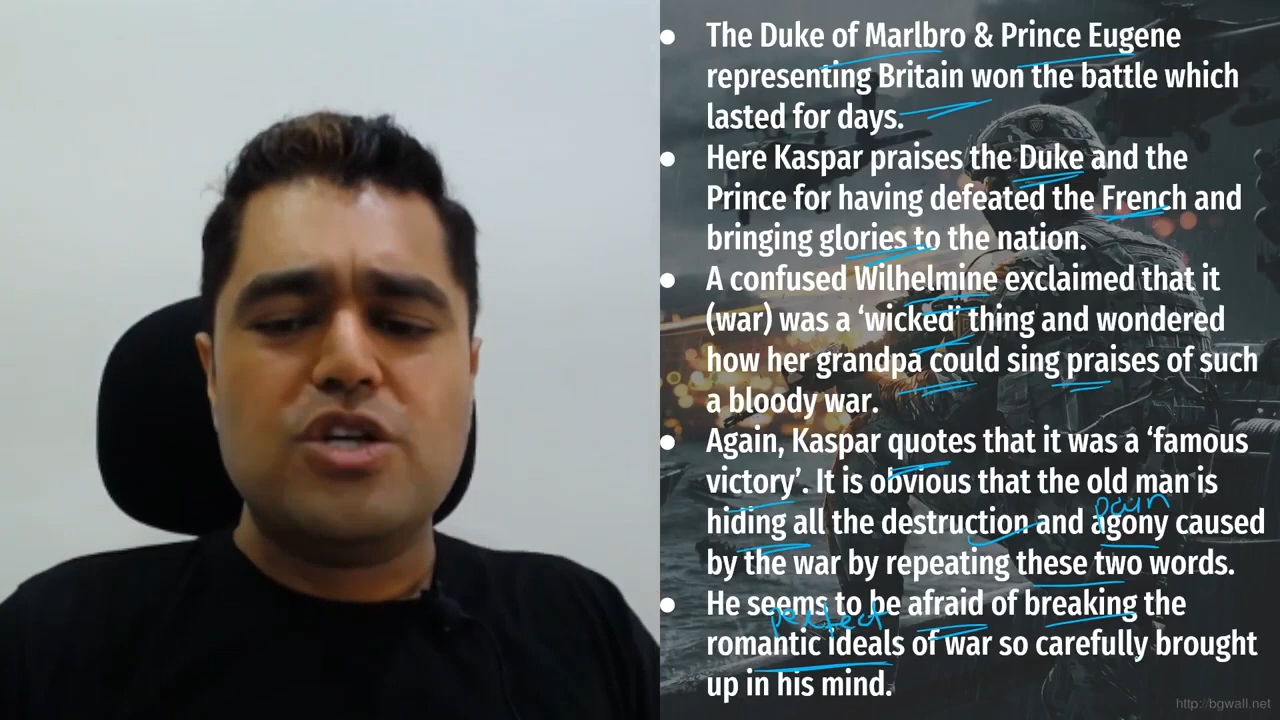 The Duke of Marlbro & Prince Eugene
representing Britain won the battle which
lasted for days.
Here Kaspar praises the Duke and the
Prince for having defeated the French and
bringing glories to the nation.
A confused Wilhelmine exclaimed that it
(war) was a ‘wicked’ thing and wondered
how her grandpa could sing praises of such
a bloody war.
Again, Kaspar quotes that it was a ‘famous
victory’. It is obvious that the old man is
pain
hiding all the destruction and agony caused
by the war by repeating these two words.
He seems to be afraid of breaking the
perfect
romantic ideals of war so carefully brought
up in his mind.
http://bgwall.net